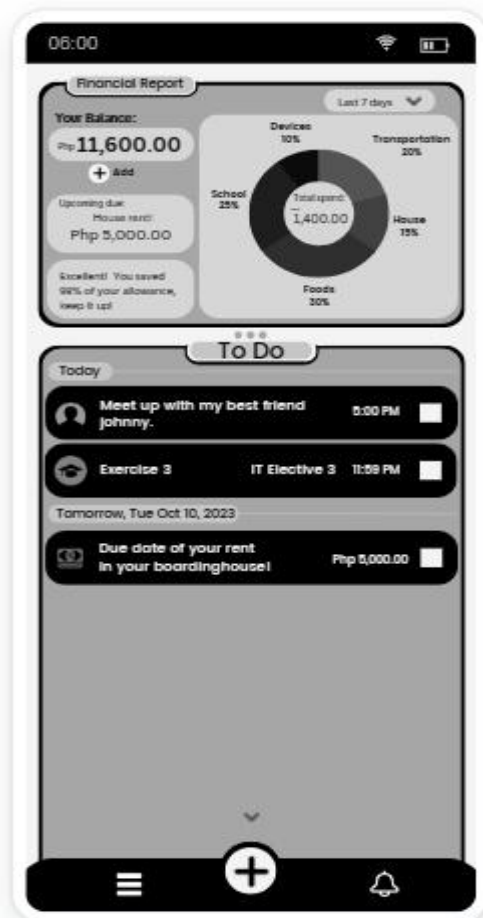 06:00
Financial Report
Last 7 days
Your Balance:
Php 11,600.00
Add
Upcoming due:
House rent!
Php 5,000.00
Excellent! You saved
98% of your allowance,
keep it up!
Devices
10%
Transportation
20%
School
25%
Total spend:
1,400.00
House
15%
Foods
30%
To Do
Today
Meet up with my best friend
johnny.
5:00 PM
Exercise 3
IT Elective 3
11:59 PM
Tomorrow, Tue Oct 10, 2023
Due date of your rent
in your boardinghouse!
Php 5,000.00